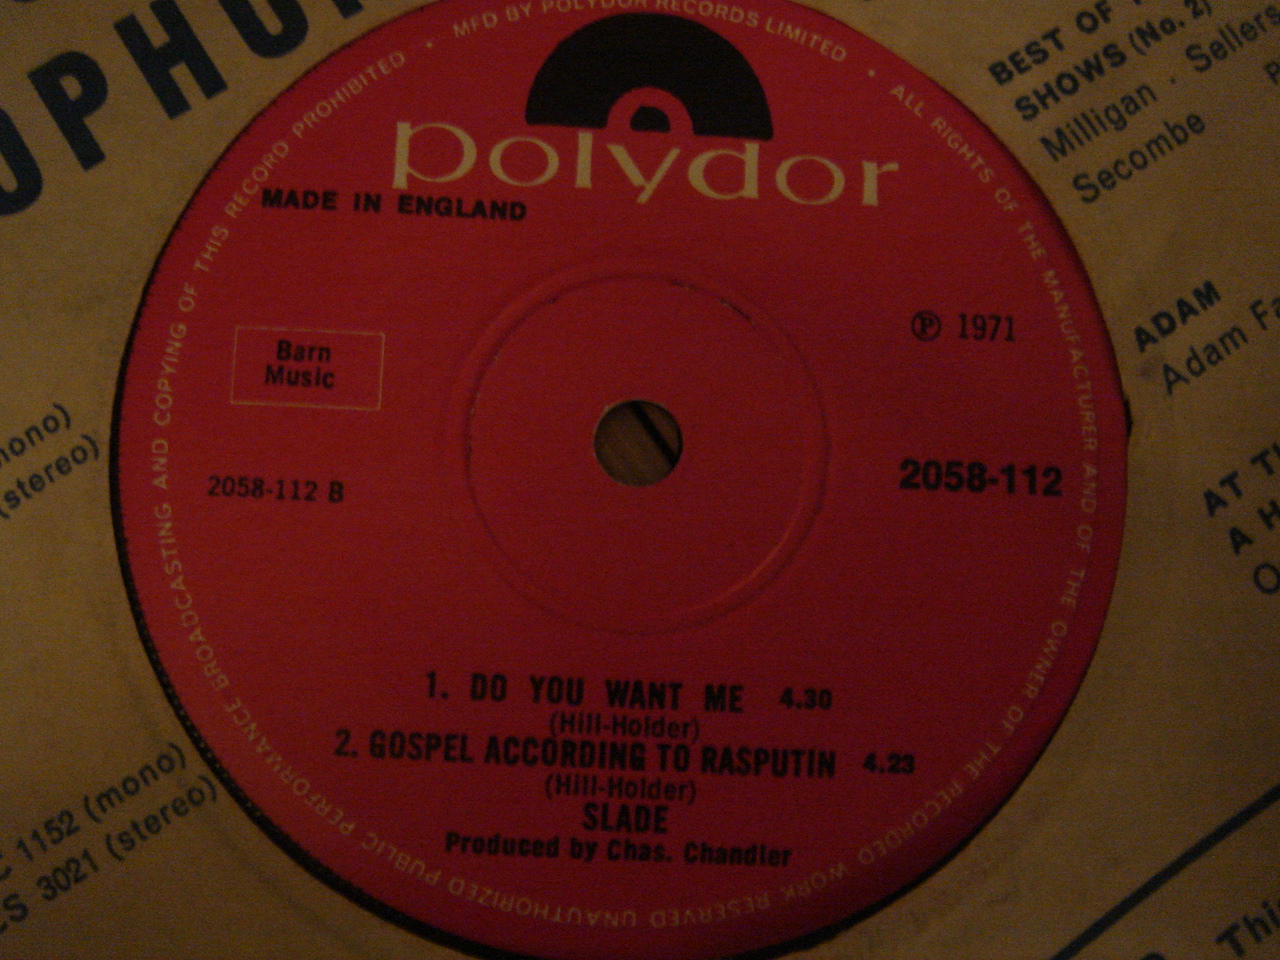 MFD BY POLYDOR RECORDS LIMITED • ALL RIGHTS OF THE MANUFACTURER AND OF THE OWNER OF THE RECORDED WORK RESERVED UNAUTHORIZED PUBLIC PERFORMANCE BROADCASTING AND COPYING OF THIS RECORD PROHIBITED •
polydor
MADE IN ENGLAND
Ⓟ 1971
Barn
Music
2058-112 B
2058-112
1. DO YOU WANT ME 4.30
(Hill-Holder)
2. GOSPEL ACCORDING TO RASPUTIN 4.23
(Hill-Holder)
SLADE
Produced by Chas. Chandler
BEST OF
SHOWS (No. 2)
Milligan · Sellers
Secombe
ADAM
Adam
AT
A
(stereo)
1152 (mono)
3021 (stereo)